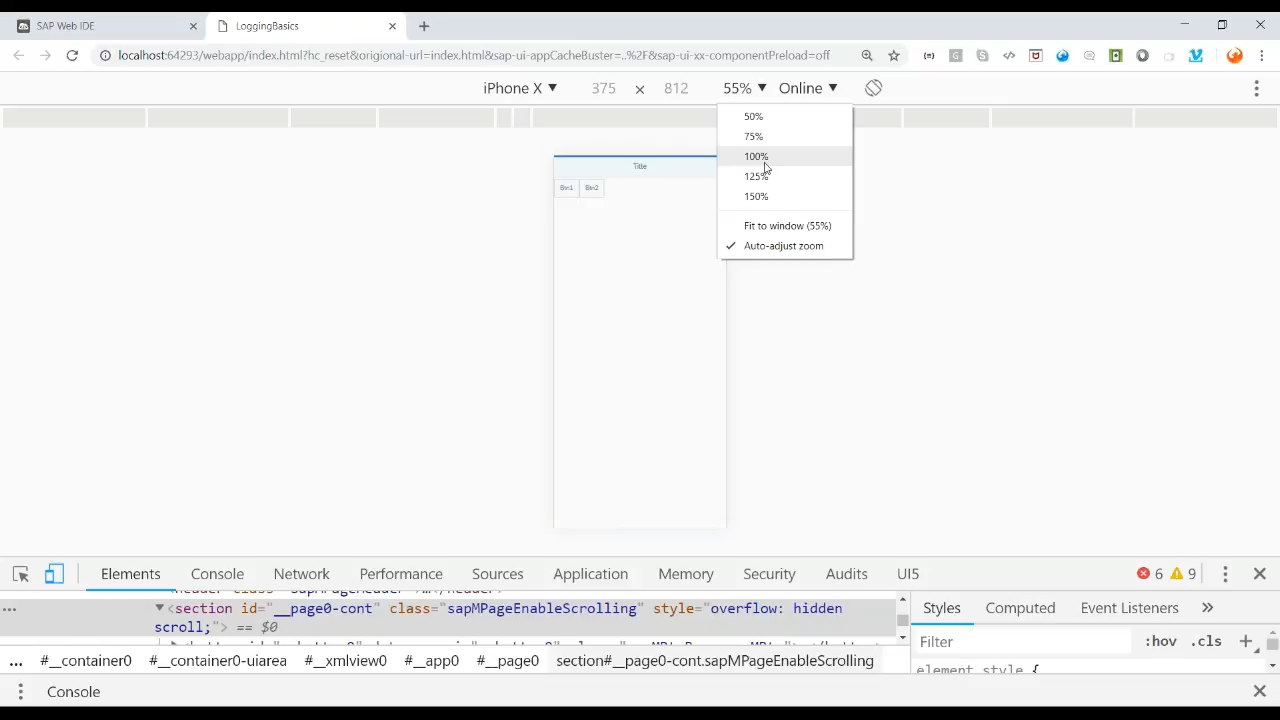 SAP Web IDE
LoggingBasics
localhost:64293/webapp/index.html?hc_reset&origional-url=index.html&sap-ui-appCacheBuster=..%2F&sap-ui-xx-componentPreload=off
iPhone X ▼ 375 × 812 55% ▼ Online ▼
50%
75%
100%
125%
150%
Fit to window (55%)
✓ Auto-adjust zoom
Title
Btn1 Btn2
Elements Console Network Performance Sources Application Memory Security Audits UI5 6 9
▼<section id="__page0-cont" class="sapMPageEnableScrolling" style="overflow: hidden
scroll;"> == $0
Styles Computed Event Listeners »
Filter :hov .cls +
element.style {
... #__container0 #__container0-uiarea #__xmlview0 #__app0 #__page0 section#__page0-cont.sapMPageEnableScrolling
Console